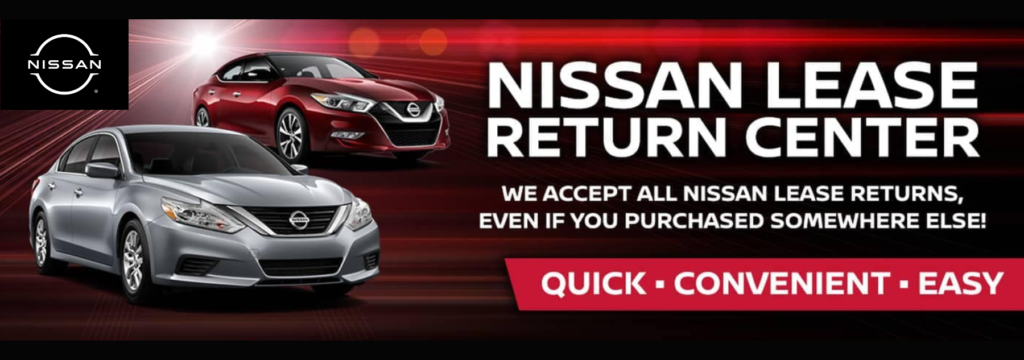 NISSAN
NISSAN LEASE
RETURN CENTER
WE ACCEPT ALL NISSAN LEASE RETURNS,
EVEN IF YOU PURCHASED SOMEWHERE ELSE!
QUICK ▪ CONVENIENT ▪ EASY